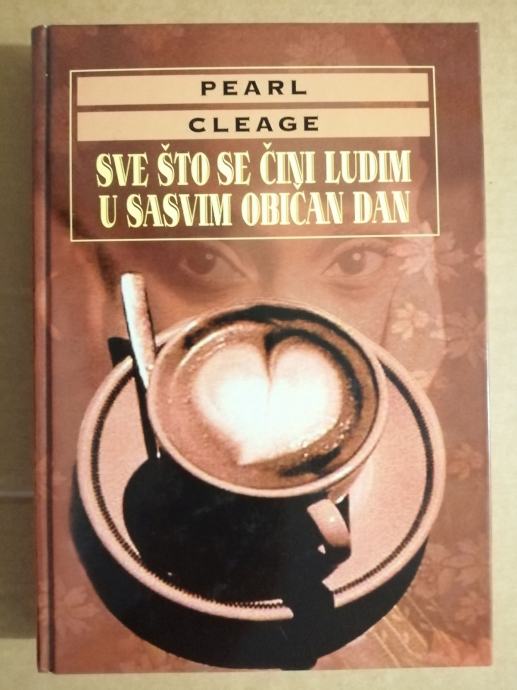 PEARL
CLEAGE
SVE ŠTO SE ČINI LUDIM
U SASVIM OBIČAN DAN